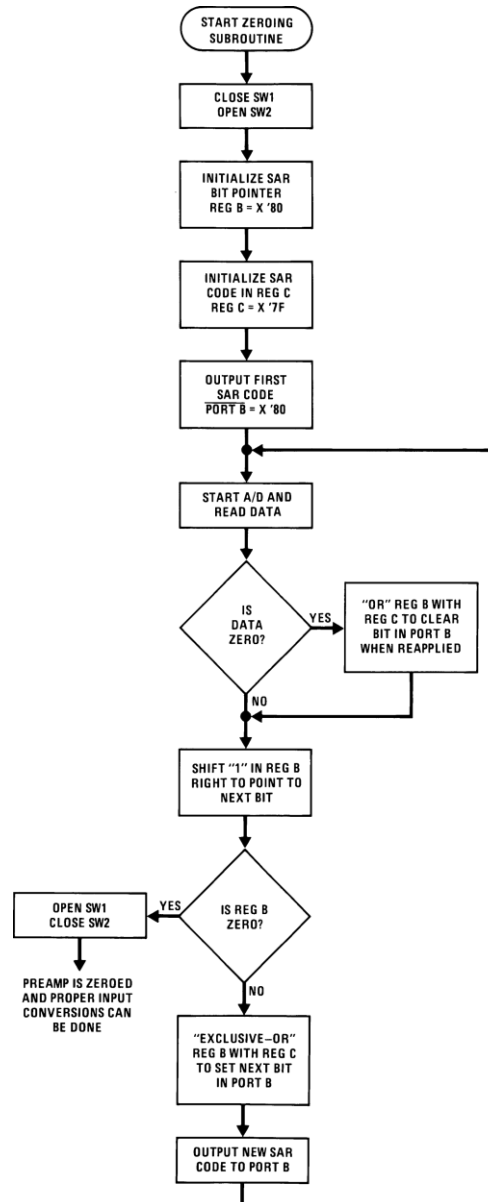 START ZEROING
SUBROUTINE
CLOSE SW1
OPEN SW2
INITIALIZE SAR
BIT POINTER
REG B = X '80
INITIALIZE SAR
CODE IN REG C
REG C = X '7F
OUTPUT FIRST
SAR CODE
PORT B = X '80
START A/D AND
READ DATA
IS
DATA
ZERO?
YES
"OR" REG B WITH
REG C TO CLEAR
BIT IN PORT B
WHEN REAPPLIED
NO
SHIFT "1" IN REG B
RIGHT TO POINT TO
NEXT BIT
IS REG B
ZERO?
YES
OPEN SW1
CLOSE SW2
PREAMP IS ZEROED
AND PROPER INPUT
CONVERSIONS CAN
BE DONE
NO
"EXCLUSIVE–OR"
REG B WITH REG C
TO SET NEXT BIT
IN PORT B
OUTPUT NEW SAR
CODE TO PORT B